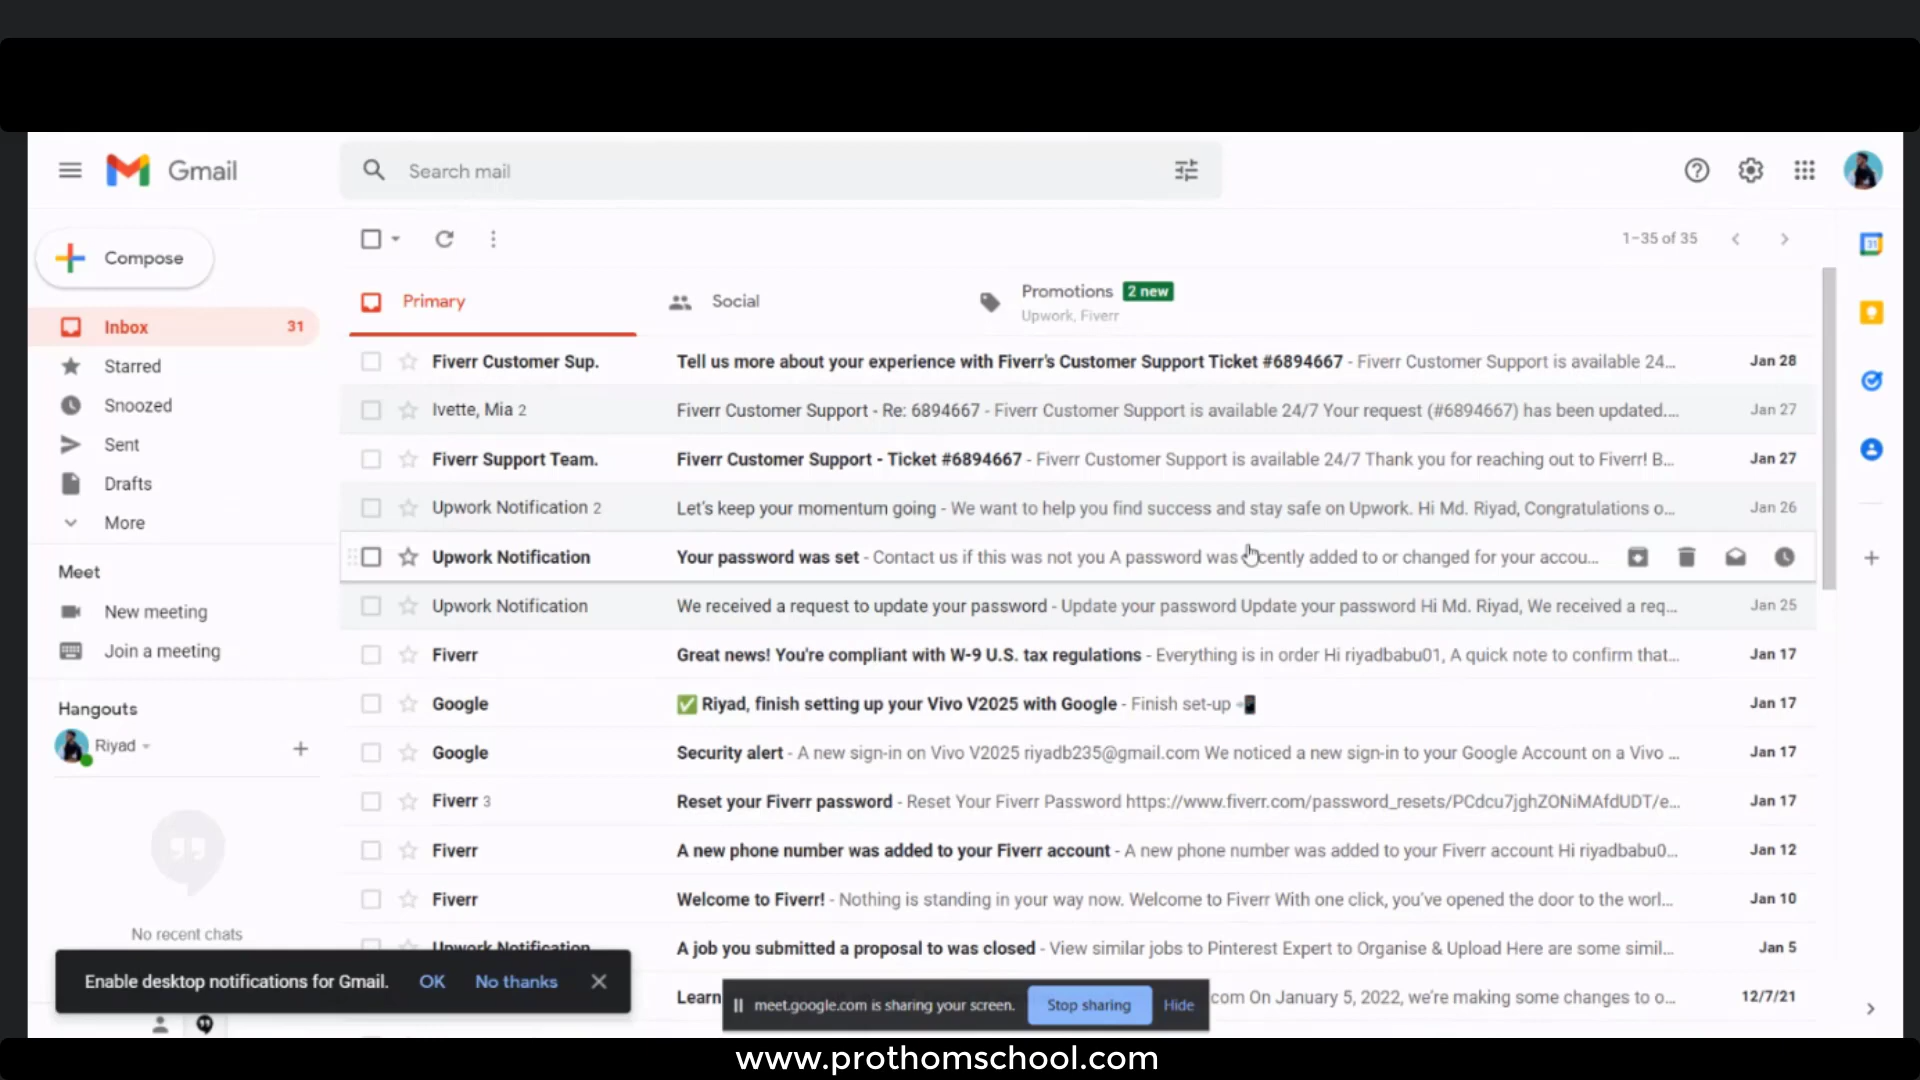 Gmail
Search mail
Compose
1–35 of 35
Primary
Social
Promotions 2 new
Upwork, Fiverr
Inbox 31
Starred
Snoozed
Sent
Drafts
More
Meet
New meeting
Join a meeting
Hangouts
Riyad
No recent chats
Fiverr Customer Sup. Tell us more about your experience with Fiverr's Customer Support Ticket #6894667 - Fiverr Customer Support is available 24... Jan 28
Ivette, Mia 2 Fiverr Customer Support - Re: 6894667 - Fiverr Customer Support is available 24/7 Your request (#6894667) has been updated.... Jan 27
Fiverr Support Team. Fiverr Customer Support - Ticket #6894667 - Fiverr Customer Support is available 24/7 Thank you for reaching out to Fiverr! B... Jan 27
Upwork Notification 2 Let's keep your momentum going - We want to help you find success and stay safe on Upwork. Hi Md. Riyad, Congratulations o... Jan 26
Upwork Notification Your password was set - Contact us if this was not you A password was recently added to or changed for your accou...
Upwork Notification We received a request to update your password - Update your password Update your password Hi Md. Riyad, We received a req... Jan 25
Fiverr Great news! You're compliant with W-9 U.S. tax regulations - Everything is in order Hi riyadbabu01, A quick note to confirm that... Jan 17
Google ✅ Riyad, finish setting up your Vivo V2025 with Google - Finish set-up 📲 Jan 17
Google Security alert - A new sign-in on Vivo V2025 riyadb235@gmail.com We noticed a new sign-in to your Google Account on a Vivo ... Jan 17
Fiverr 3 Reset your Fiverr password - Reset Your Fiverr Password https://www.fiverr.com/password_resets/PCdcu7jghZONiMAfdUDT/e... Jan 17
Fiverr A new phone number was added to your Fiverr account - A new phone number was added to your Fiverr account Hi riyadbabu0... Jan 12
Fiverr Welcome to Fiverr! - Nothing is standing in your way now. Welcome to Fiverr With one click, you've opened the door to the worl... Jan 10
Upwork Notification A job you submitted a proposal to was closed - View similar jobs to Pinterest Expert to Organise & Upload Here are some simil... Jan 5
Learn com On January 5, 2022, we're making some changes to o... 12/7/21
Enable desktop notifications for Gmail. OK No thanks
meet.google.com is sharing your screen. Stop sharing Hide
www.prothomschool.com